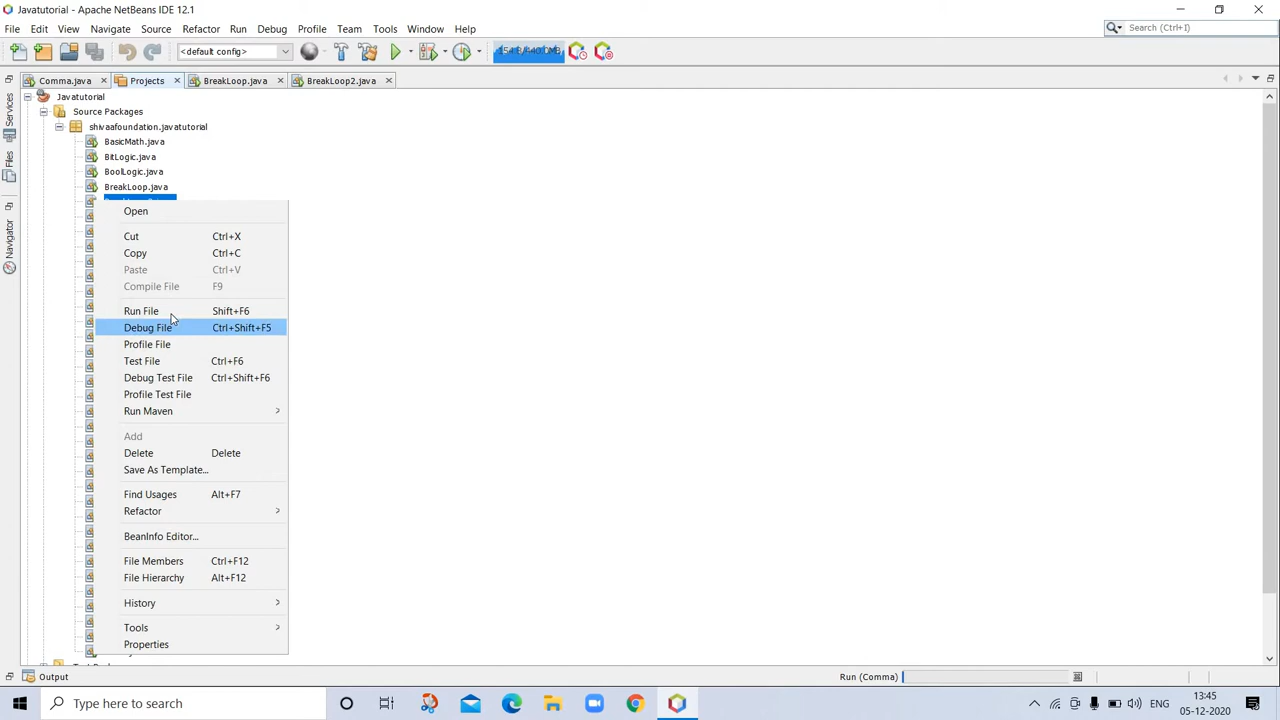 Javatutorial - Apache NetBeans IDE 12.1
File Edit View Navigate Source Refactor Run Debug Profile Team Tools Window Help
Search (Ctrl+I)
<default config>
Comma.java Projects BreakLoop.java BreakLoop2.java
Services
Files
Navigator
Javatutorial
Source Packages
shivaafoundation.javatutorial
BasicMath.java
BitLogic.java
BoolLogic.java
BreakLoop.java
Open
Cut Ctrl+X
Copy Ctrl+C
Paste Ctrl+V
Compile File F9
Run File Shift+F6
Debug File Ctrl+Shift+F5
Profile File
Test File Ctrl+F6
Debug Test File Ctrl+Shift+F6
Profile Test File
Run Maven
Add
Delete Delete
Save As Template...
Find Usages Alt+F7
Refactor
BeanInfo Editor...
File Members Ctrl+F12
File Hierarchy Alt+F12
History
Tools
Properties
Output
Run (Comma)
Type here to search
ENG
13:45
05-12-2020